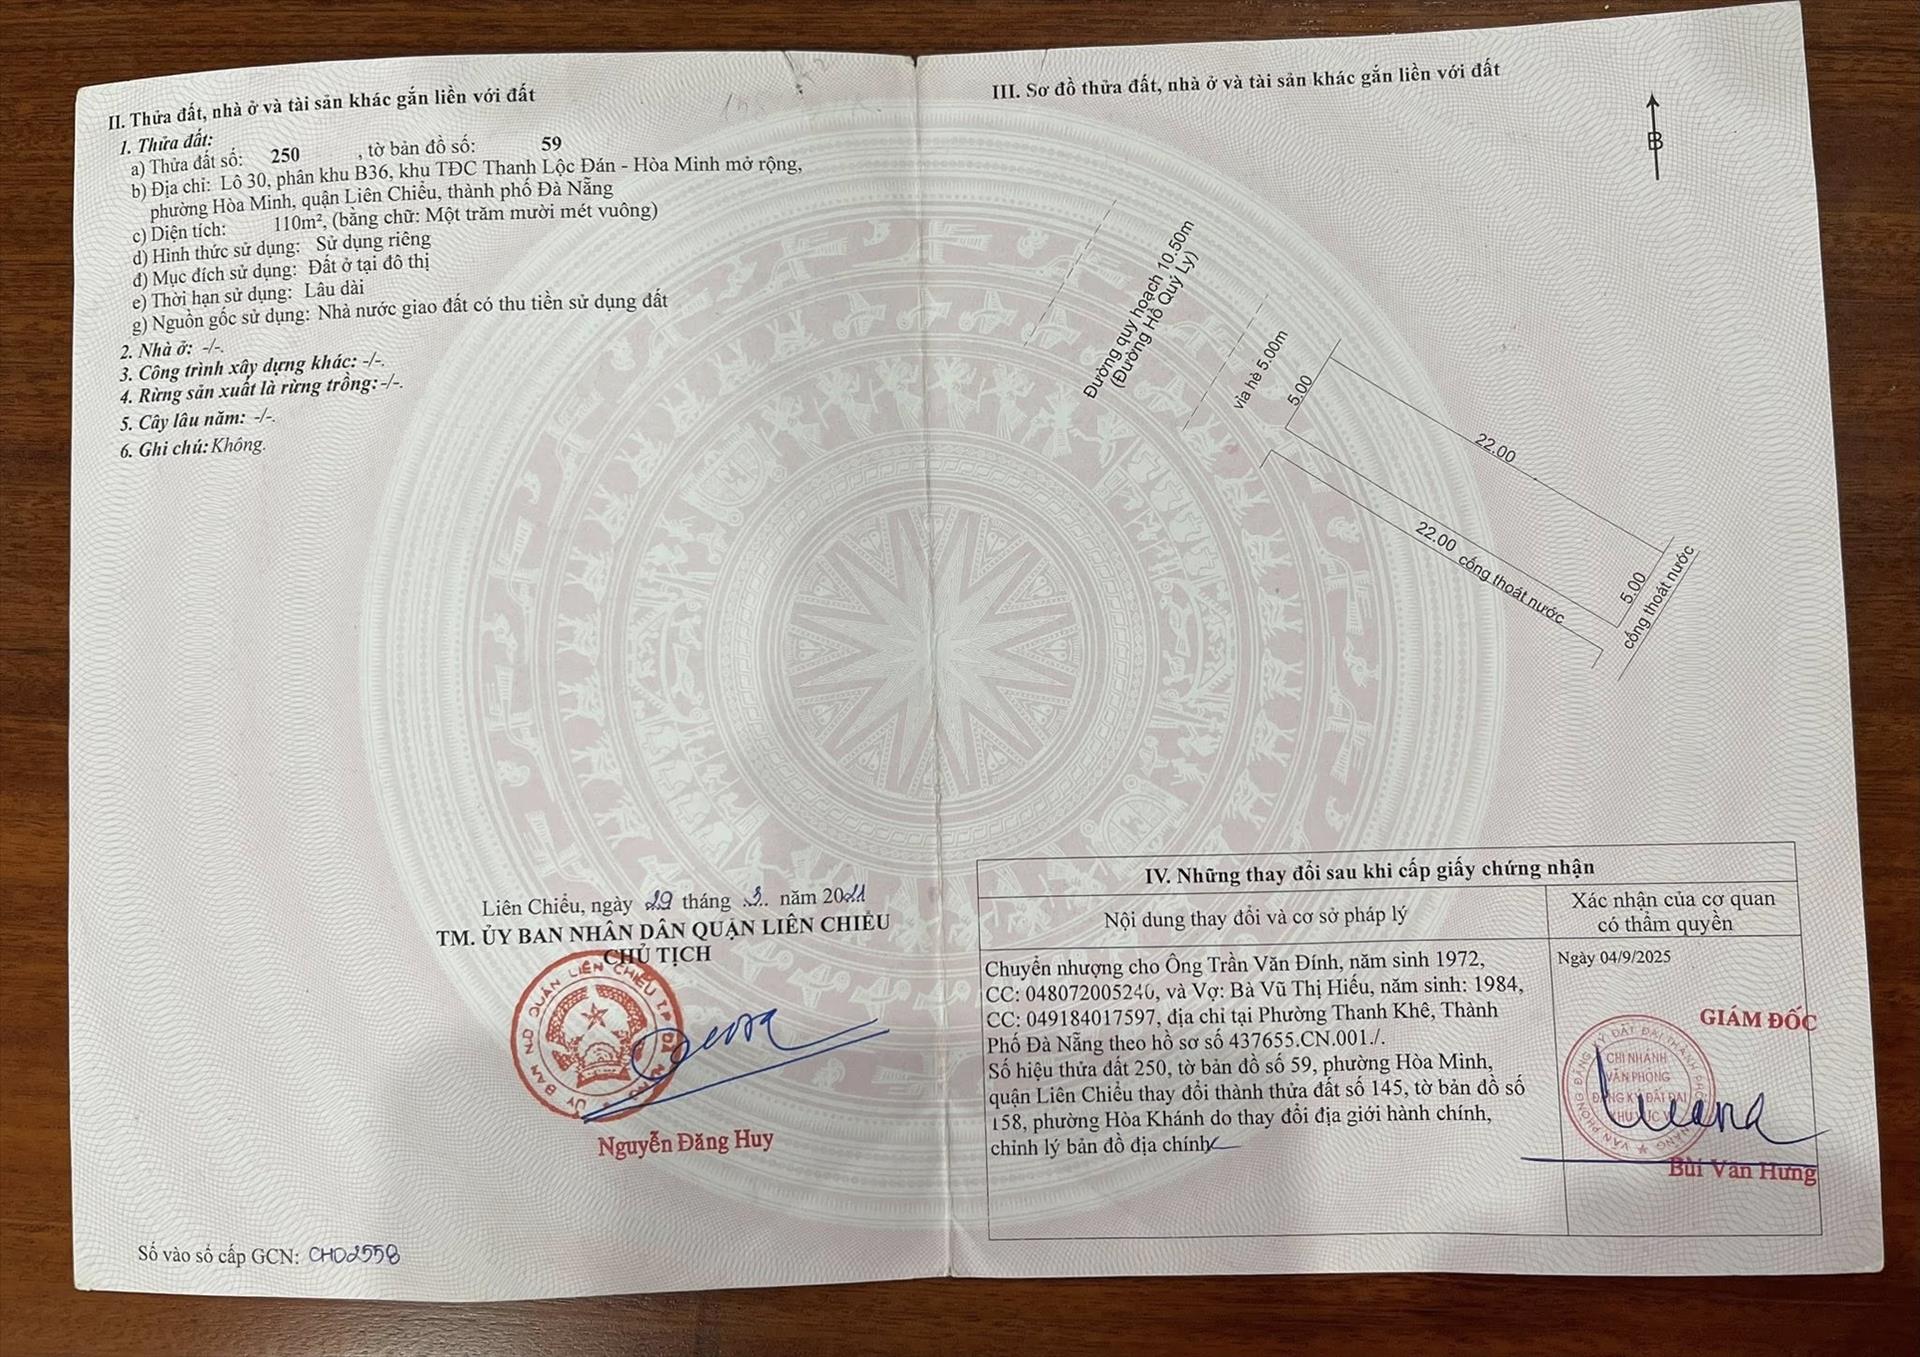 II. Thửa đất, nhà ở và tài sản khác gắn liền với đất
1. Thửa đất:
a) Thửa đất số: 250 , tờ bản đồ số: 59
b) Địa chỉ: Lô 30, phân khu B36, khu TĐC Thanh Lộc Đán - Hòa Minh mở rộng,
phường Hòa Minh, quận Liên Chiểu, thành phố Đà Nẵng
c) Diện tích: 110m², (bằng chữ: Một trăm mười mét vuông)
d) Hình thức sử dụng: Sử dụng riêng
đ) Mục đích sử dụng: Đất ở tại đô thị
e) Thời hạn sử dụng: Lâu dài
g) Nguồn gốc sử dụng: Nhà nước giao đất có thu tiền sử dụng đất
2. Nhà ở: -/-.
3. Công trình xây dựng khác: -/-.
4. Rừng sản xuất là rừng trồng:-/-.
5. Cây lâu năm: -/-.
6. Ghi chú: Không.
Liên Chiểu, ngày 29 tháng 3. năm 2021
TM. ỦY BAN NHÂN DÂN QUẬN LIÊN CHIỂU
CHỦ TỊCH
Nguyễn Đăng Huy
Số vào sổ cấp GCN: CH02558
III. Sơ đồ thửa đất, nhà ở và tài sản khác gắn liền với đất
B
Đường quy hoạch 10.50m
(Đường Hồ Quý Ly)
vỉa hè 5.00m
5.00
22.00
22.00 cống thoát nước
5.00
cống thoát nước
IV. Những thay đổi sau khi cấp giấy chứng nhận
Nội dung thay đổi và cơ sở pháp lý
Xác nhận của cơ quan
có thẩm quyền
Chuyển nhượng cho Ông Trần Văn Đính, năm sinh 1972,
CC: 048072005240, và Vợ: Bà Vũ Thị Hiếu, năm sinh: 1984,
CC: 049184017597, địa chỉ tại Phường Thanh Khê, Thành
Phố Đà Nẵng theo hồ sơ số 437655.CN.001./.
Số hiệu thửa đất 250, tờ bản đồ số 59, phường Hòa Minh,
quận Liên Chiểu thay đổi thành thửa đất số 145, tờ bản đồ số
158, phường Hòa Khánh do thay đổi địa giới hành chính,
chỉnh lý bản đồ địa chính
Ngày 04/9/2025
GIÁM ĐỐC
CHI NHÁNH
VĂN PHÒNG
ĐĂNG KÝ ĐẤT ĐAI
Bùi Văn Hưng